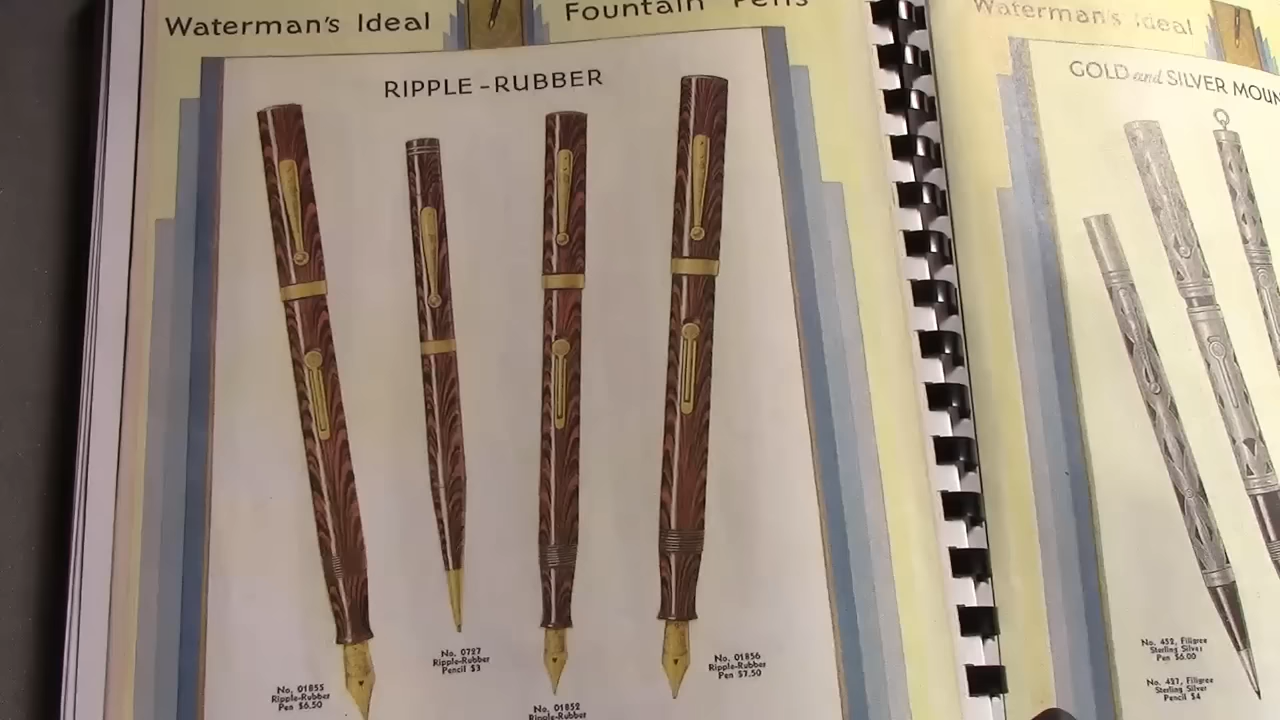 Waterman's Ideal
Fountain Pens
RIPPLE-RUBBER
No. 01855
Ripple-Rubber
Pen $6.50
No. 0727
Ripple-Rubber
Pencil $3
No. 01852
Ripple-Rubber
No. 01856
Ripple-Rubber
Pen $7.50
Waterman's Ideal
GOLD and SILVER MOUN
No. 452, Filigree
Sterling Silver
Pen $6.00
No. 427, Filigree
Sterling Silver
Pencil $4